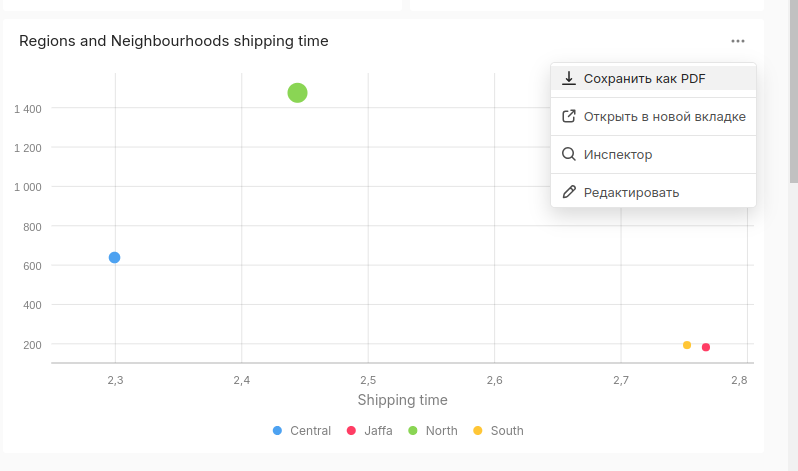 Regions and Neighbourhoods shipping time
Сохранить как PDF
Открыть в новой вкладке
Инспектор
Редактировать
1 400
1 200
1 000
800
600
400
200
2,3 2,4 2,5 2,6 2,7 2,8
Shipping time
Central Jaffa North South